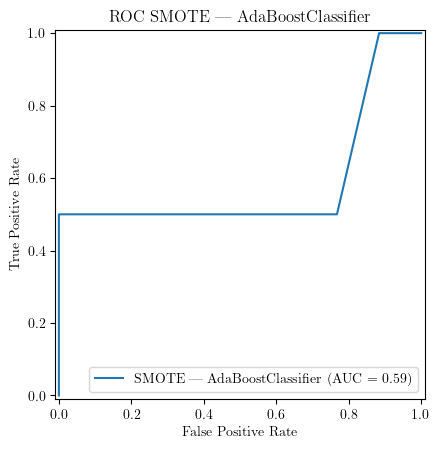 ROC SMOTE — AdaBoostClassifier
1.0
0.8
0.6
0.4
0.2
0.0
True Positive Rate
SMOTE — AdaBoostClassifier (AUC = 0.59)
0.0 0.2 0.4 0.6 0.8 1.0
False Positive Rate